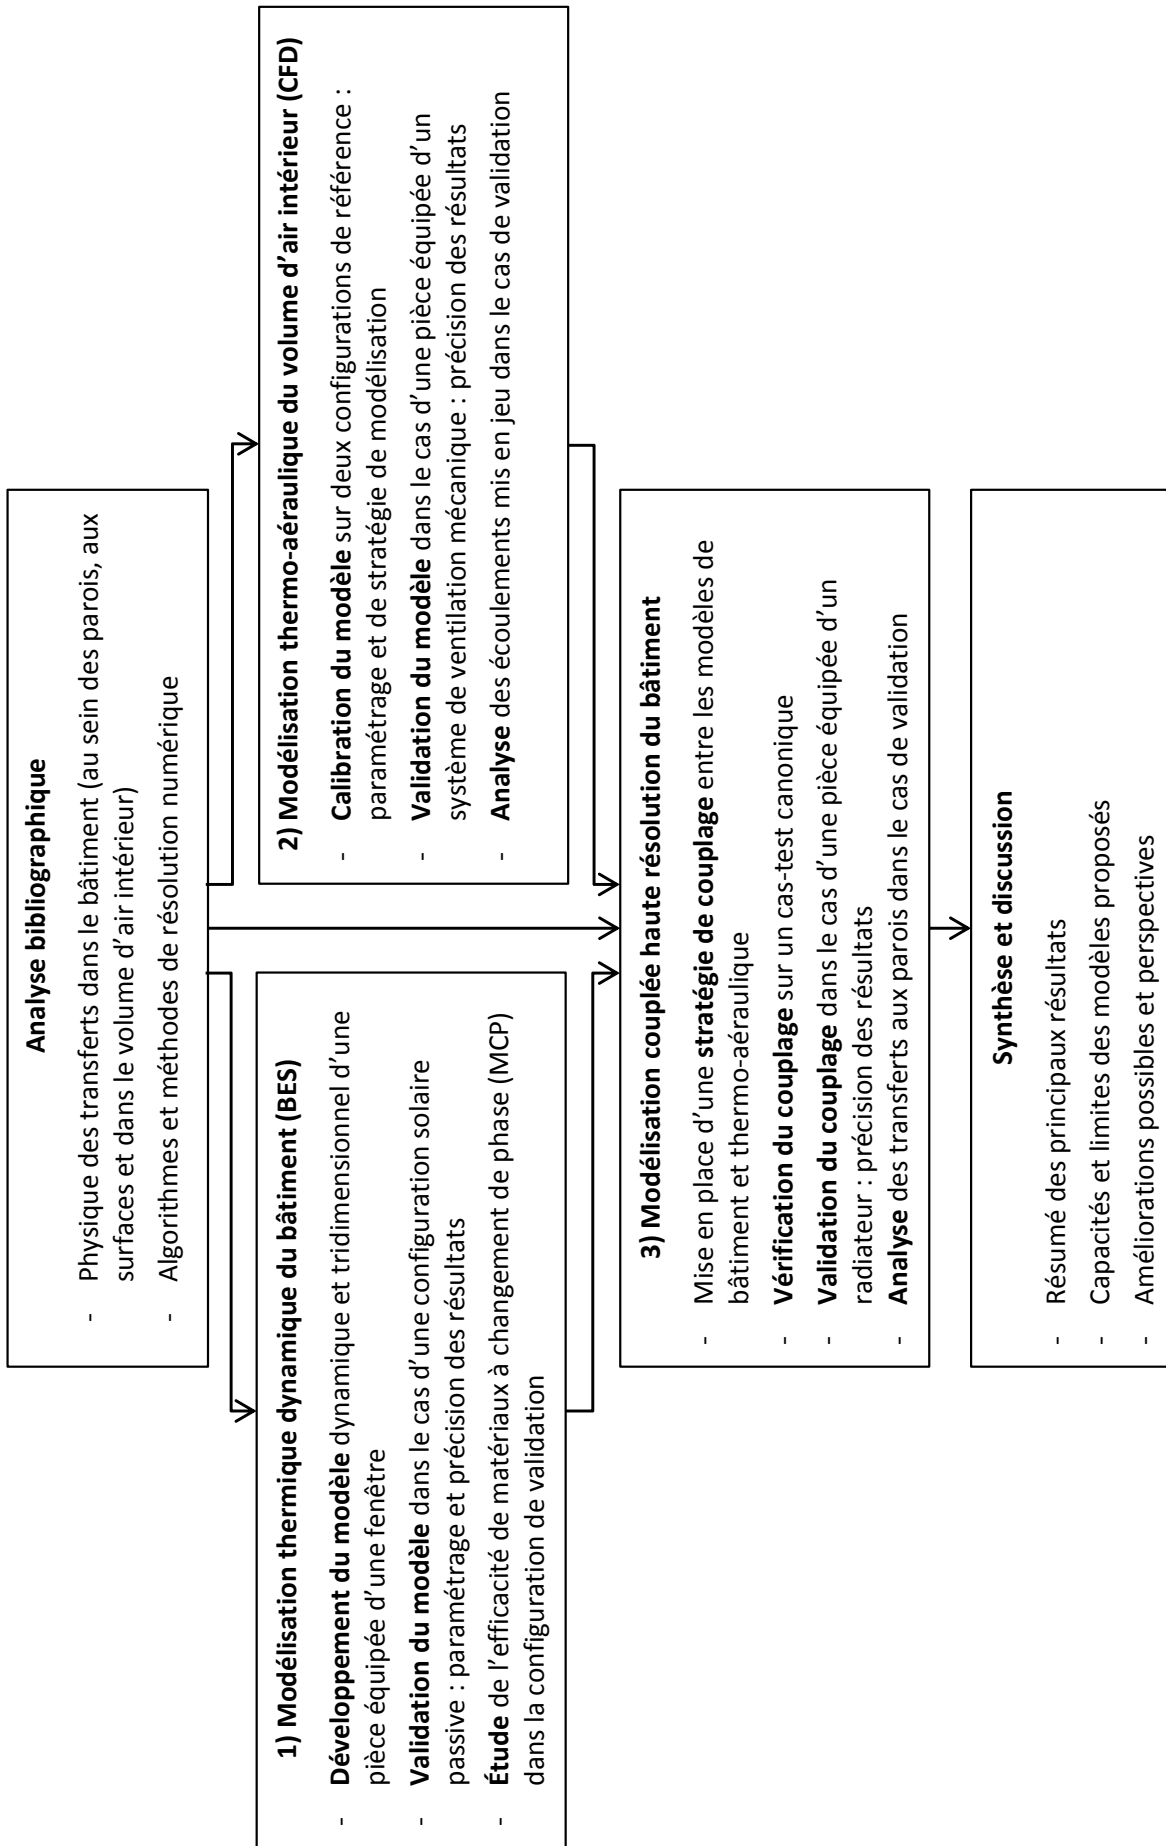 Analyse bibliographique
- Physique des transferts dans le bâtiment (au sein des parois, aux
surfaces et dans le volume d’air intérieur)
- Algorithmes et méthodes de résolution numérique
1) Modélisation thermique dynamique du bâtiment (BES)
- Développement du modèle dynamique et tridimensionnel d’une
pièce équipée d’une fenêtre
- Validation du modèle dans le cas d’une configuration solaire
passive : paramétrage et précision des résultats
- Étude de l’efficacité de matériaux à changement de phase (MCP)
dans la configuration de validation
2) Modélisation thermo-aéraulique du volume d’air intérieur (CFD)
- Calibration du modèle sur deux configurations de référence :
paramétrage et de stratégie de modélisation
- Validation du modèle dans le cas d’une pièce équipée d’un
système de ventilation mécanique : précision des résultats
- Analyse des écoulements mis en jeu dans le cas de validation
3) Modélisation couplée haute résolution du bâtiment
- Mise en place d’une stratégie de couplage entre les modèles de
bâtiment et thermo-aéraulique
- Vérification du couplage sur un cas-test canonique
- Validation du couplage dans le cas d’une pièce équipée d’un
radiateur : précision des résultats
- Analyse des transferts aux parois dans le cas de validation
Synthèse et discussion
- Résumé des principaux résultats
- Capacités et limites des modèles proposés
- Améliorations possibles et perspectives